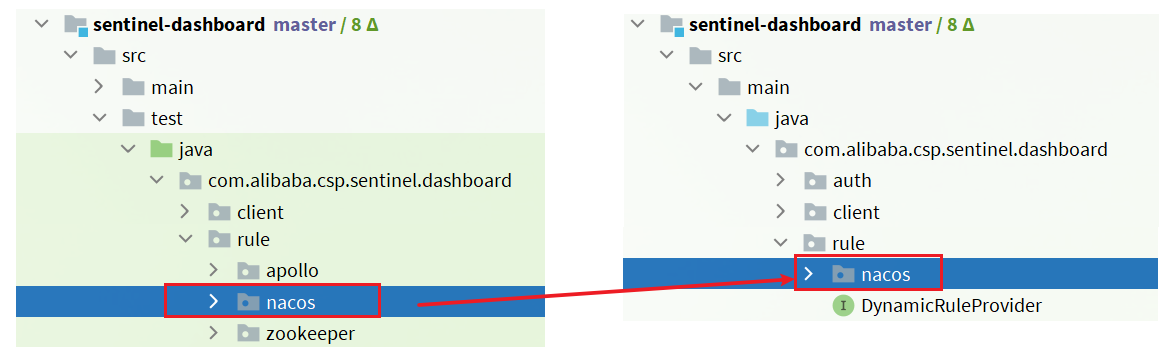 sentinel-dashboard master / 8 Δ
src
main
test
java
com.alibaba.csp.sentinel.dashboard
client
rule
apollo
nacos
zookeeper
sentinel-dashboard master / 8 Δ
src
main
java
com.alibaba.csp.sentinel.dashboard
auth
client
rule
nacos
I DynamicRuleProvider